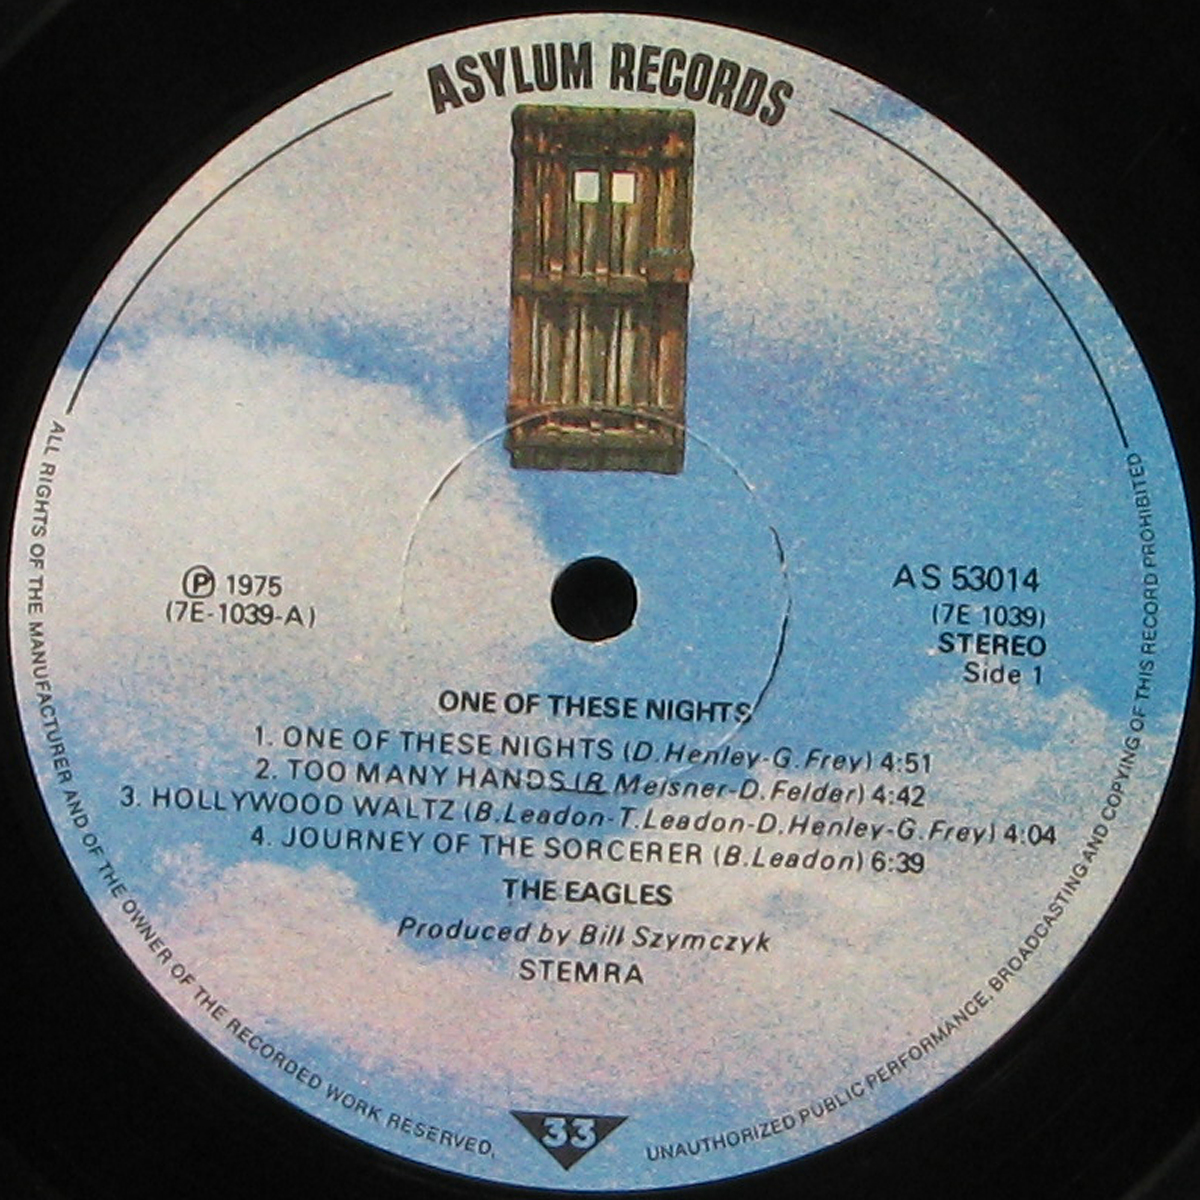 ASYLUM RECORDS
Ⓟ 1975
(7E-1039-A)
AS 53014
(7E 1039)
STEREO
Side 1
ONE OF THESE NIGHTS
1. ONE OF THESE NIGHTS (D.Henley-G.Frey) 4:51
2. TOO MANY HANDS (R.Meisner-D.Felder) 4:42
3. HOLLYWOOD WALTZ (B.Leadon-T.Leadon-D.Henley-G.Frey) 4:04
4. JOURNEY OF THE SORCERER (B.Leadon) 6:39
THE EAGLES
Produced by Bill Szymczyk
STEMRA
33
ALL RIGHTS OF THE MANUFACTURER AND OF THE OWNER OF THE RECORDED WORK RESERVED.
UNAUTHORIZED PUBLIC PERFORMANCE, BROADCASTING AND COPYING OF THIS RECORD PROHIBITED